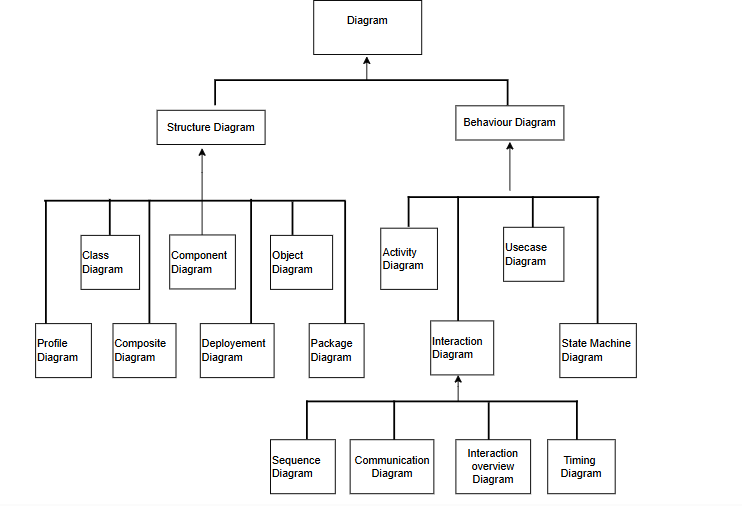 Diagram
Structure Diagram
Behaviour Diagram
Class
Diagram
Component
Diagram
Object
Diagram
Activity
Diagram
Usecase
Diagram
Profile
Diagram
Composite
Diagram
Deployement
Diagram
Package
Diagram
Interaction
Diagram
State Machine
Diagram
Sequence
Diagram
Communication
Diagram
Interaction
overview
Diagram
Timing
Diagram